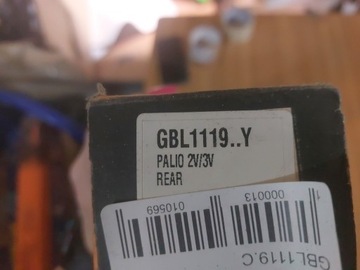 GBL1119..Y
PALIO 2V/3V
REAR
000013
010569
GBL1119.C